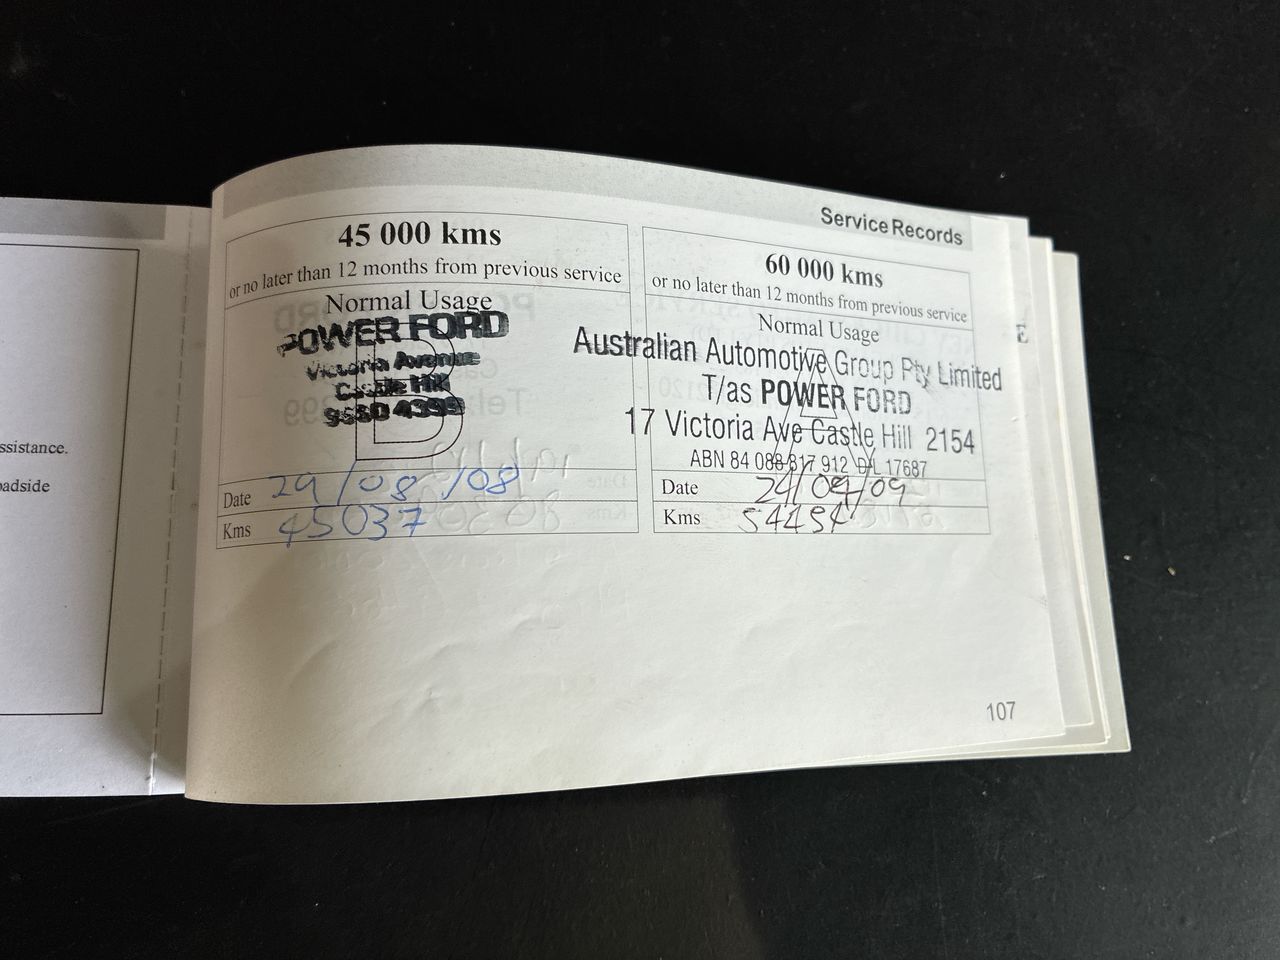 Service Records
45 000 kms
or no later than 12 months from previous service
Normal Usage
POWER FORD
Victoria Avenue
Castle Hill
9680 4399
B
Date 29/08/08
Kms 45037
60 000 kms
or no later than 12 months from previous service
Normal Usage
Australian Automotive Group Pty Limited
T/as POWER FORD
17 Victoria Ave Castle Hill 2154
ABN 84 088 817 912 D/L 17687
A
Date 24/09/09
Kms 54454
107
ssistance.
adside
E